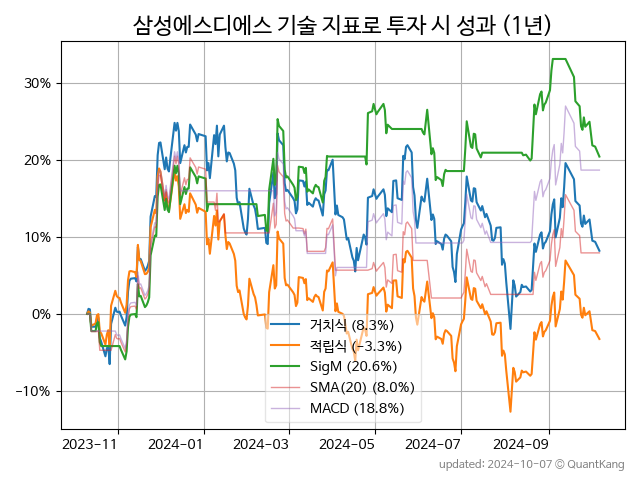 삼성에스디에스 기술 지표로 투자 시 성과 (1년)
30%
20%
10%
0%
−10%
거치식 (8.3%)
적립식 (−3.3%)
SigM (20.6%)
SMA(20) (8.0%)
MACD (18.8%)
2023-11
2024-01
2024-03
2024-05
2024-07
2024-09
updated: 2024-10-07 ⓒ QuantKang